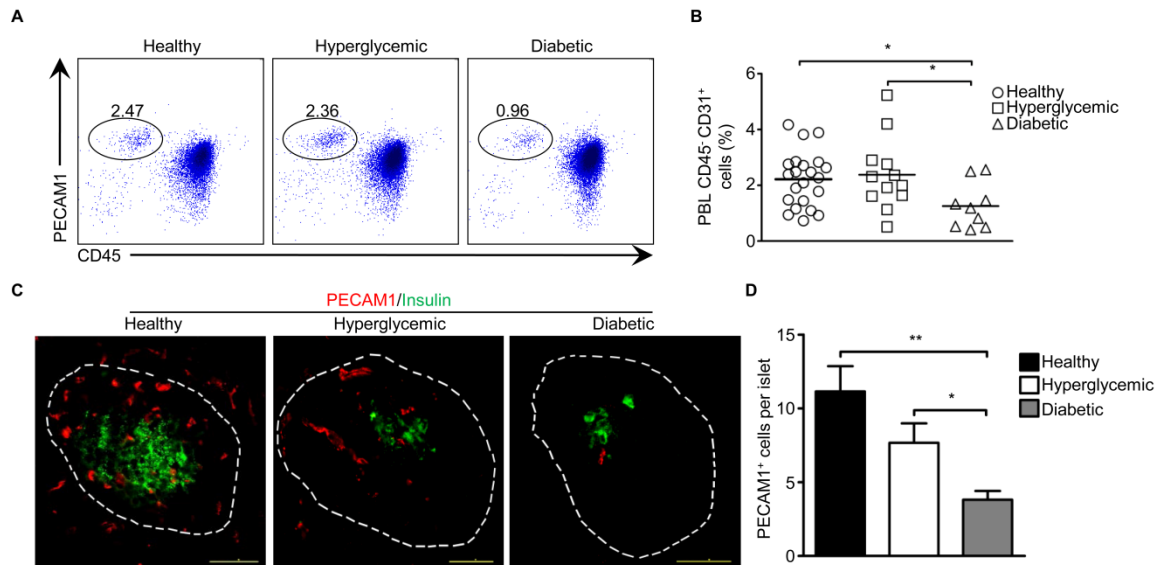 A
Healthy Hyperglycemic Diabetic
2.47 2.36 0.96
PECAM1
CD45
B
* 
*
6
4
2
0
PBL CD45- CD31+
cells (%)
Healthy
Hyperglycemic
Diabetic
C
PECAM1/Insulin
Healthy Hyperglycemic Diabetic
D
15
10
5
0
PECAM1+ cells per islet
**
*
Healthy
Hyperglycemic
Diabetic